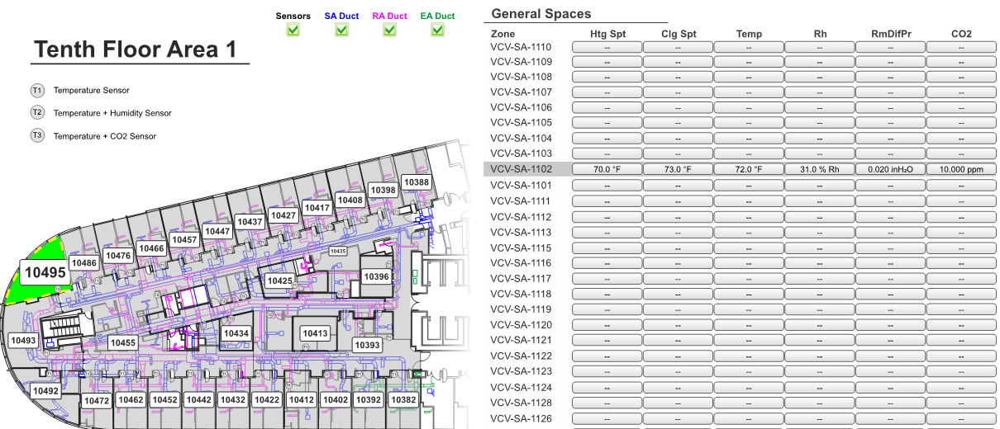 Sensors SA Duct RA Duct EA Duct
Tenth Floor Area 1
T1 Temperature Sensor
T2 Temperature + Humidity Sensor
T3 Temperature + CO2 Sensor
10388
10398
10408
10417
10427
10437
10447
10457
10466
10476
10486
10495
10435
10396
10425
10434
10413
10393
10455
10493
10492
10472 10462 10452 10442 10432 10422 10412 10402 10392 10382
General Spaces
Zone Htg Spt Clg Spt Temp Rh RmDifPr CO2
VCV-SA-1110 -- -- -- -- -- --
VCV-SA-1109 -- -- -- -- -- --
VCV-SA-1108 -- -- -- -- -- --
VCV-SA-1107 -- -- -- -- -- --
VCV-SA-1106 -- -- -- -- -- --
VCV-SA-1105 -- -- -- -- -- --
VCV-SA-1104 -- -- -- -- -- --
VCV-SA-1103 -- -- -- -- -- --
VCV-SA-1102 70.0 °F 73.0 °F 72.0 °F 31.0 % Rh 0.020 inH₂O 10.000 ppm
VCV-SA-1101 -- -- -- -- -- --
VCV-SA-1111 -- -- -- -- -- --
VCV-SA-1112 -- -- -- -- -- --
VCV-SA-1113 -- -- -- -- -- --
VCV-SA-1115 -- -- -- -- -- --
VCV-SA-1116 -- -- -- -- -- --
VCV-SA-1117 -- -- -- -- -- --
VCV-SA-1118 -- -- -- -- -- --
VCV-SA-1119 -- -- -- -- -- --
VCV-SA-1120 -- -- -- -- -- --
VCV-SA-1121 -- -- -- -- -- --
VCV-SA-1122 -- -- -- -- -- --
VCV-SA-1123 -- -- -- -- -- --
VCV-SA-1124 -- -- -- -- -- --
VCV-SA-1128 -- -- -- -- -- --
VCV-SA-1126 -- -- -- -- -- --